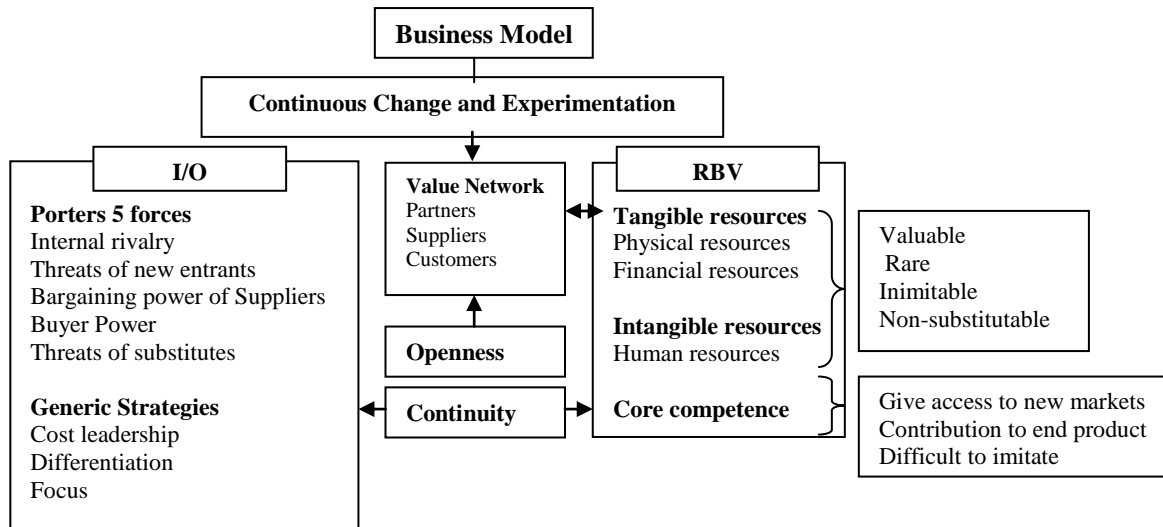 Business Model
Continuous Change and Experimentation
I/O
Porters 5 forces
Internal rivalry
Threats of new entrants
Bargaining power of Suppliers
Buyer Power
Threats of substitutes
Generic Strategies
Cost leadership
Differentiation
Focus
Value Network
Partners
Suppliers
Customers
Openness
Continuity
RBV
Tangible resources
Physical resources
Financial resources
Intangible resources
Human resources
Core competence
Valuable
Rare
Inimitable
Non-substitutable
Give access to new markets
Contribution to end product
Difficult to imitate